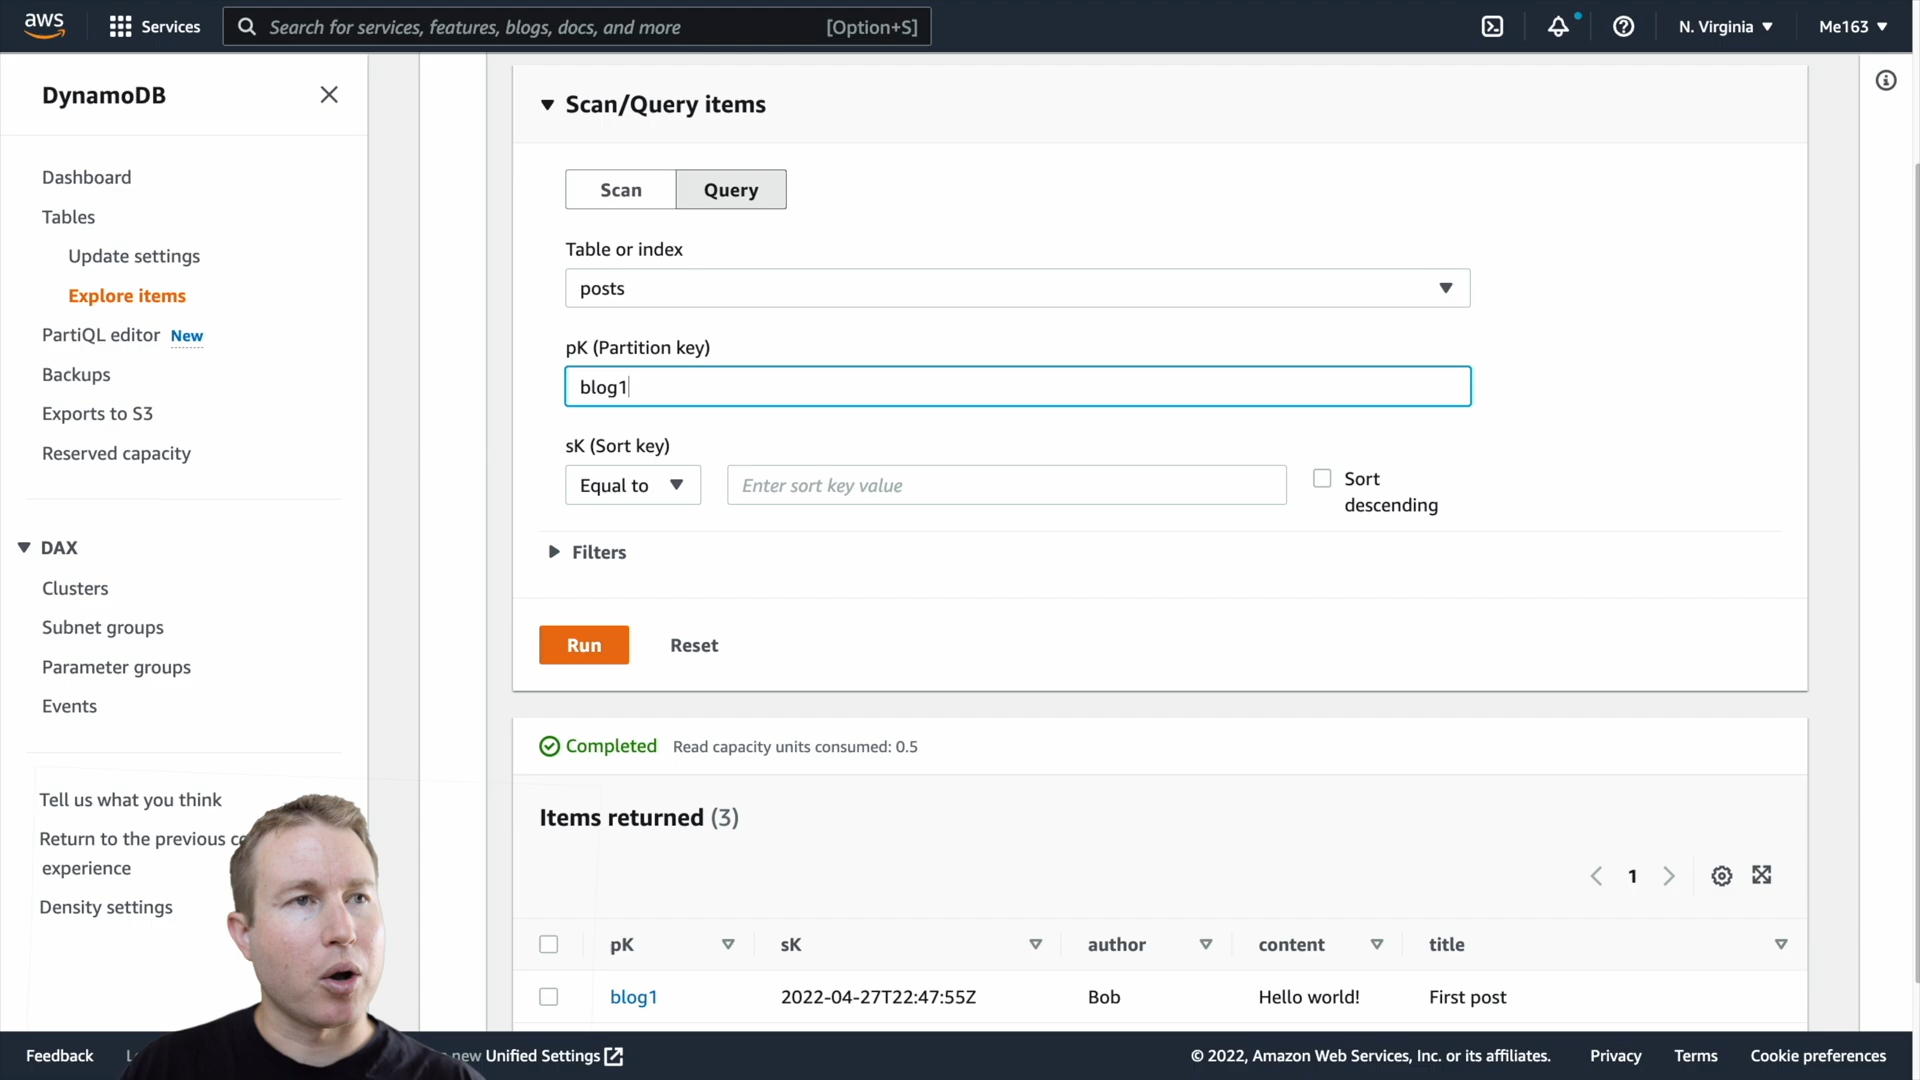 aws
Services
Search for services, features, blogs, docs, and more
[Option+S]
N. Virginia
Me163
DynamoDB
Dashboard
Tables
Update settings
Explore items
PartiQL editor New
Backups
Exports to S3
Reserved capacity
DAX
Clusters
Subnet groups
Parameter groups
Events
Tell us what you think
Return to the previous
experience
Density settings
Scan/Query items
Scan
Query
Table or index
posts
pK (Partition key)
blog1
sK (Sort key)
Equal to
Enter sort key value
Sort
descending
Filters
Run
Reset
Completed
Read capacity units consumed: 0.5
Items returned (3)
1
pK
sK
author
content
title
blog1
2022-04-27T22:47:55Z
Bob
Hello world!
First post
Feedback
new Unified Settings
© 2022, Amazon Web Services, Inc. or its affiliates.
Privacy
Terms
Cookie preferences